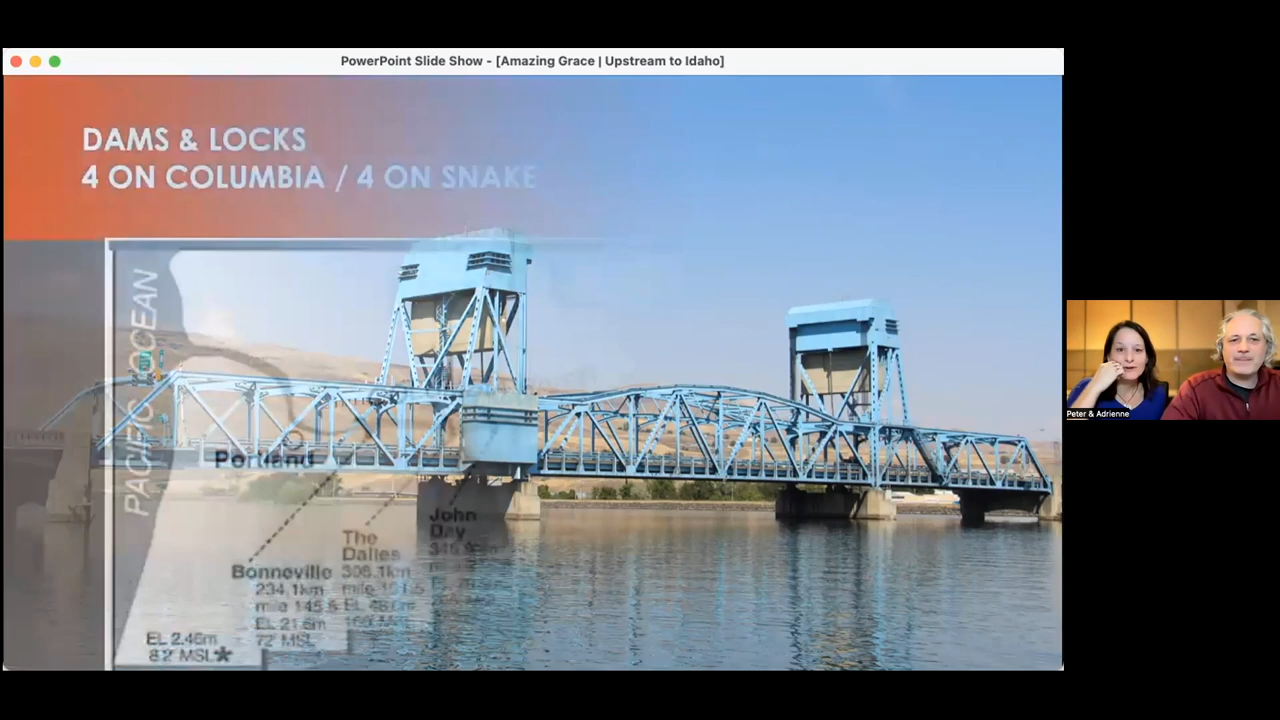 PowerPoint Slide Show - [Amazing Grace | Upstream to Idaho]
DAMS & LOCKS
4 ON COLUMBIA / 4 ON SNAKE
PACIFIC OCEAN
Portland
John
Day
The
Dalles
308.1km
Bonneville
234.1km
mile 145.5
EL 21.6m
72' MSL
EL 2.46m
8.2' MSL*
Peter & Adrienne